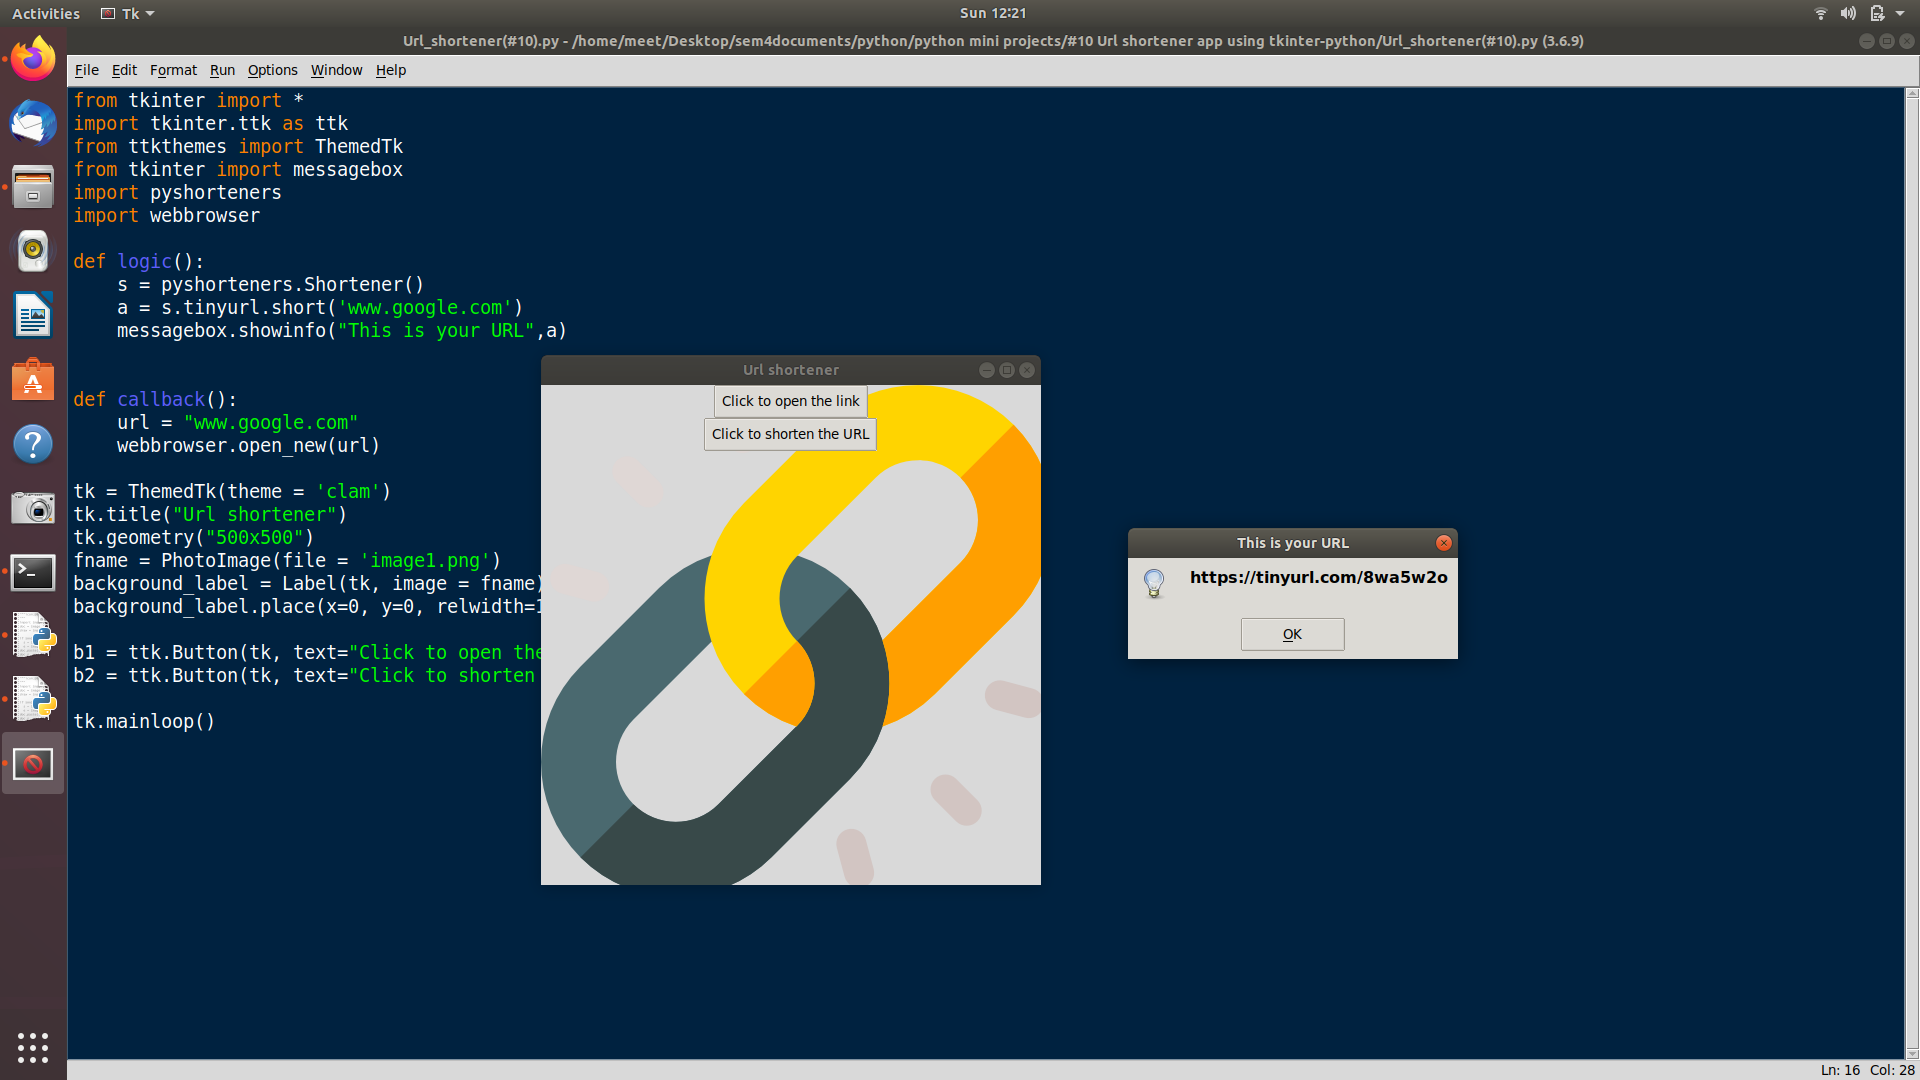 Activities Tk Sun 12:21
Url_shortener(#10).py - /home/meet/Desktop/sem4documents/python/python mini projects/#10 Url shortener app using tkinter-python/Url_shortener(#10).py (3.6.9)
File Edit Format Run Options Window Help
from tkinter import *
import tkinter.ttk as ttk
from ttkthemes import ThemedTk
from tkinter import messagebox
import pyshorteners
import webbrowser
def logic():
s = pyshorteners.Shortener()
a = s.tinyurl.short('www.google.com')
messagebox.showinfo("This is your URL",a)
def callback():
url = "www.google.com"
webbrowser.open_new(url)
tk = ThemedTk(theme = 'clam')
tk.title("Url shortener")
tk.geometry("500x500")
fname = PhotoImage(file = 'image1.png')
background_label = Label(tk, image = fname)
background_label.place(x=0, y=0, relwidth=1
b1 = ttk.Button(tk, text="Click to open the
b2 = ttk.Button(tk, text="Click to shorten
tk.mainloop()
Url shortener
Click to open the link
Click to shorten the URL
This is your URL
https://tinyurl.com/8wa5w2o
OK
Ln: 16 Col: 28